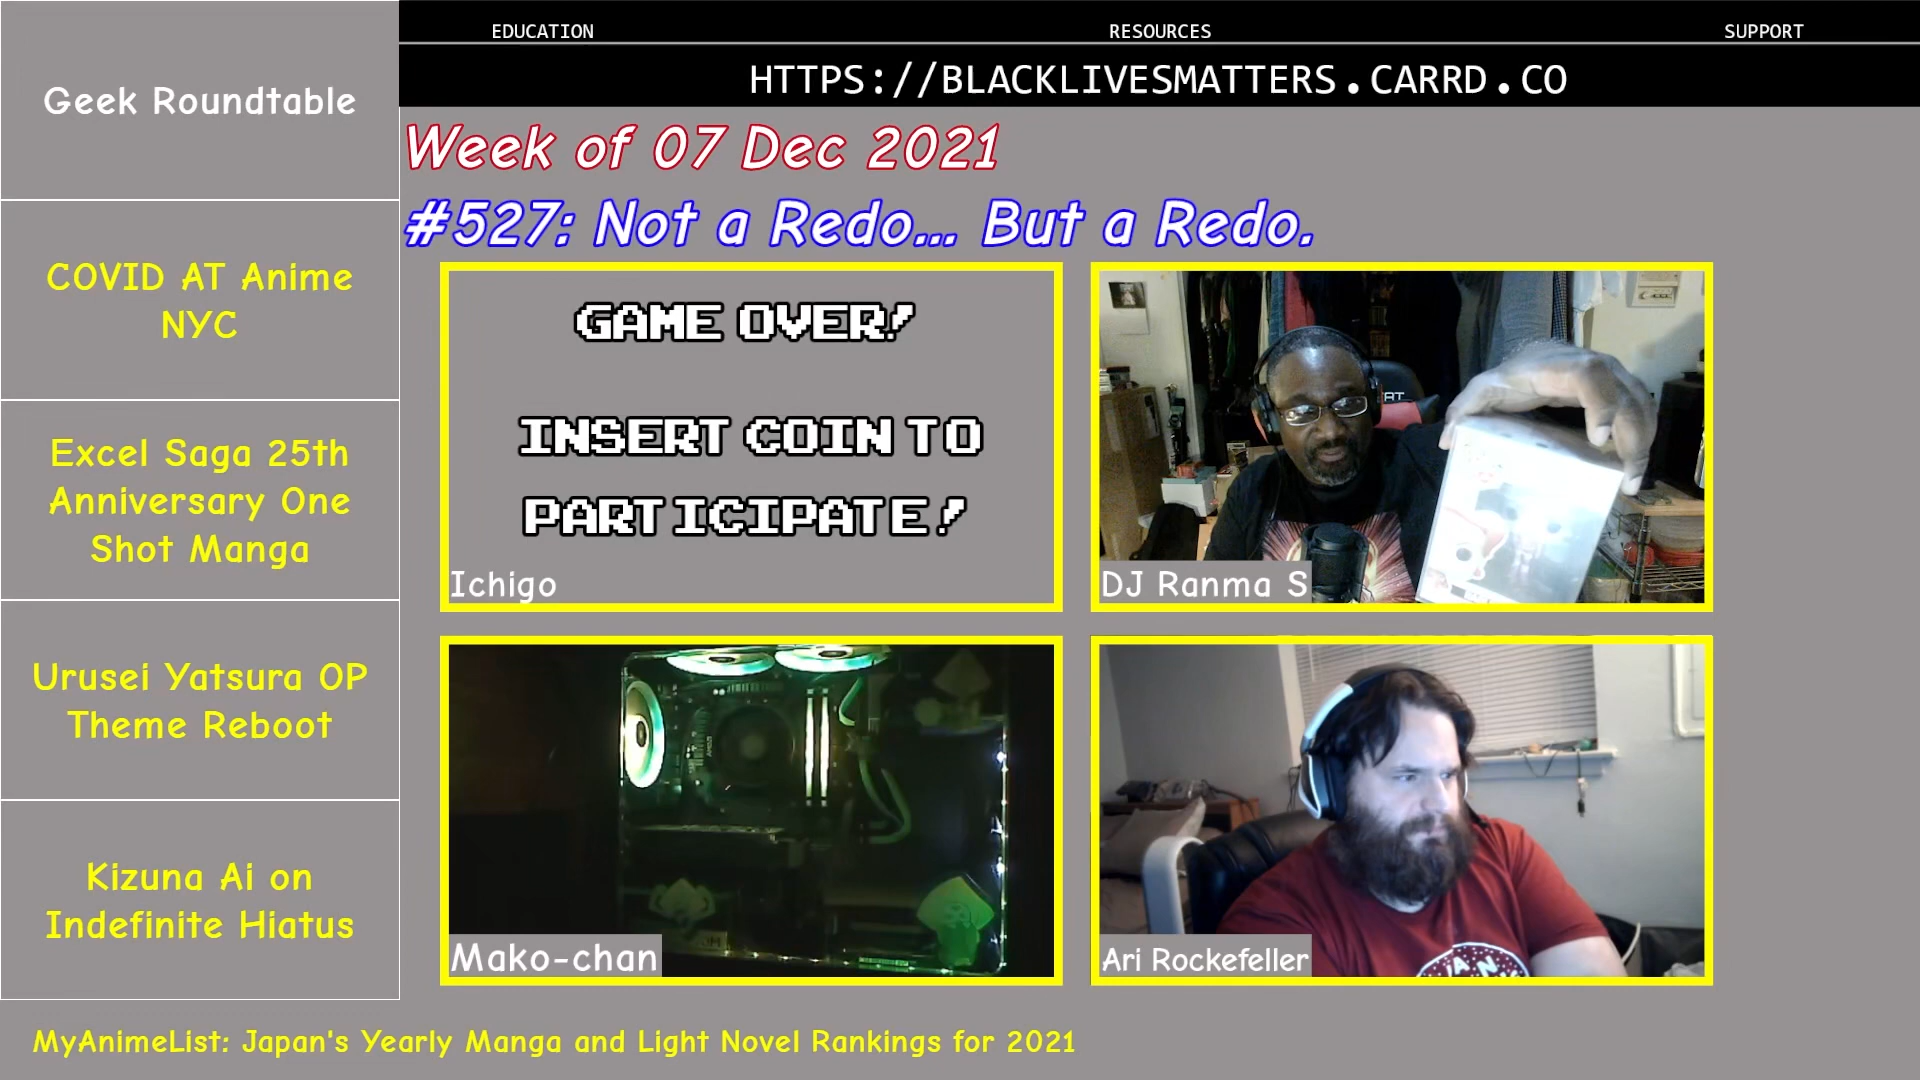 EDUCATION RESOURCES SUPPORT
HTTPS://BLACKLIVESMATTERS.CARRD.CO
Geek Roundtable
Week of 07 Dec 2021
#527: Not a Redo... But a Redo.
COVID AT Anime
NYC
Excel Saga 25th
Anniversary One
Shot Manga
Urusei Yatsura OP
Theme Reboot
Kizuna Ai on
Indefinite Hiatus
GAME OVER!
INSERT COIN TO
PARTICIPATE!
Ichigo
DJ Ranma S
Mako-chan
Ari Rockefeller
MyAnimeList: Japan's Yearly Manga and Light Novel Rankings for 2021